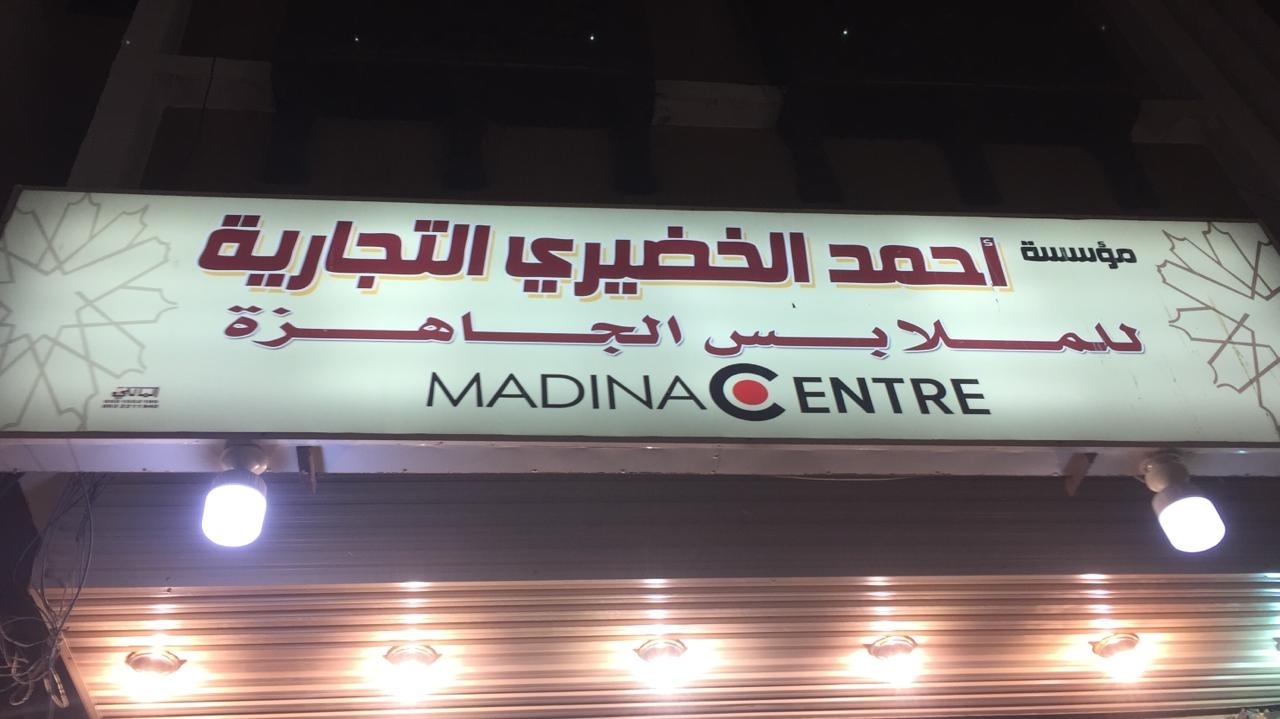 مؤسسة أحمد الخضيري التجارية
للملابس الجاهزة
MADINA CENTRE